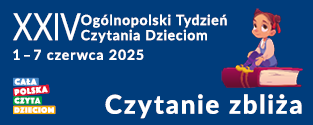 XXIV Ogólnopolski Tydzień
Czytania Dzieciom
1 – 7 czerwca 2025
CAŁA
POLSKA
CZYTA
DZIECIOM
Czytanie zbliża